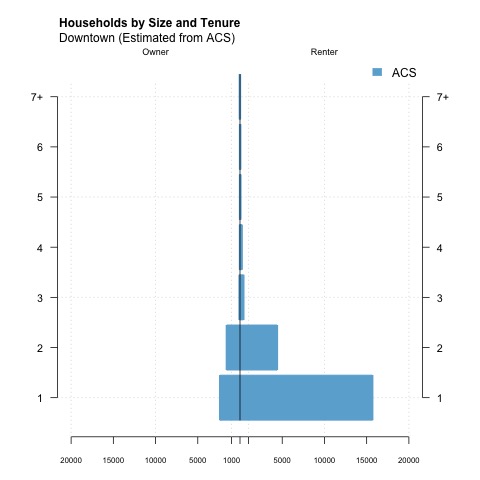 Households by Size and Tenure
Downtown (Estimated from ACS)
Owner Renter
ACS
7+ 7+
6 6
5 5
4 4
3 3
2 2
1 1
20000 15000 10000 5000 1000 5000 10000 15000 20000